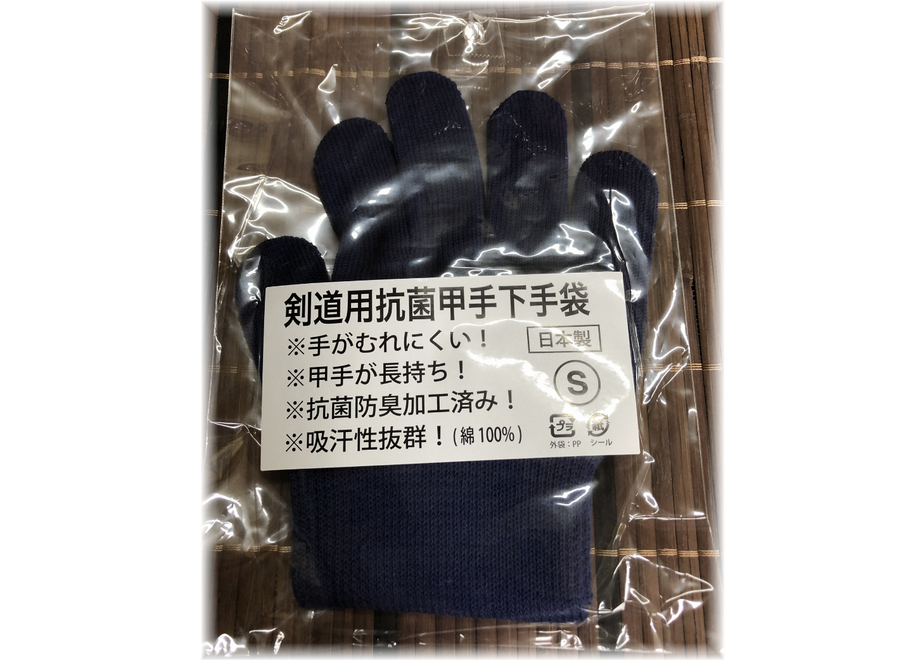 剣道用抗菌甲手下手袋
※手がむれにくい！
日本製
※甲手が長持ち！
S
※抗菌防臭加工済み！
※吸汗性抜群！(綿100%)
プラ 紙
外袋：PP シール